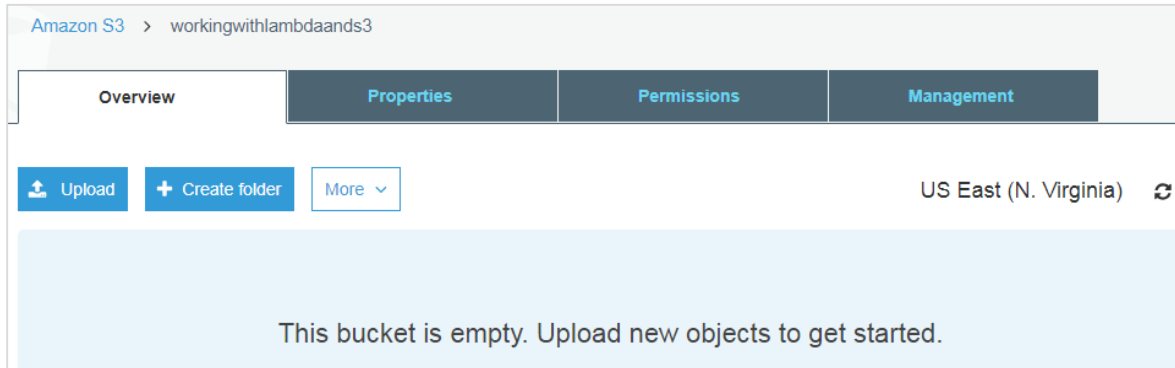 Amazon S3 > workingwithlambdaands3
Overview Properties Permissions Management
Upload + Create folder More US East (N. Virginia)
This bucket is empty. Upload new objects to get started.